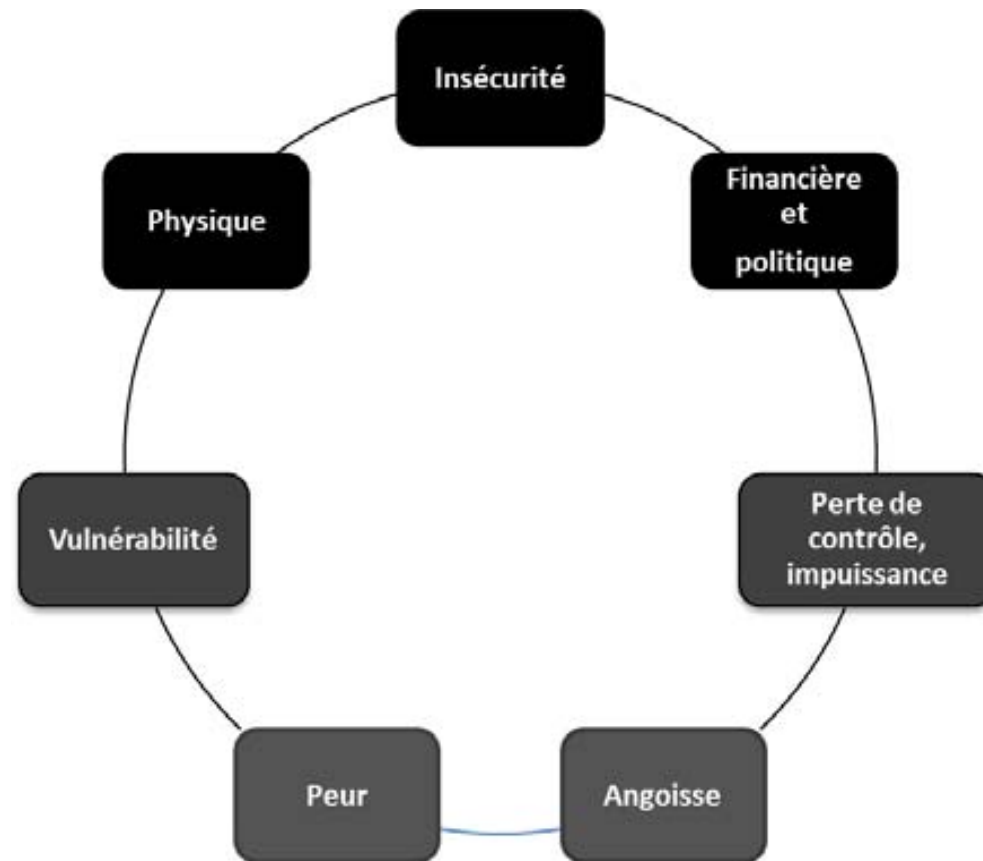 Insécurité
Physique
Financière
et
politique
Vulnérabilité
Perte de
contrôle,
impuissance
Peur
Angoisse